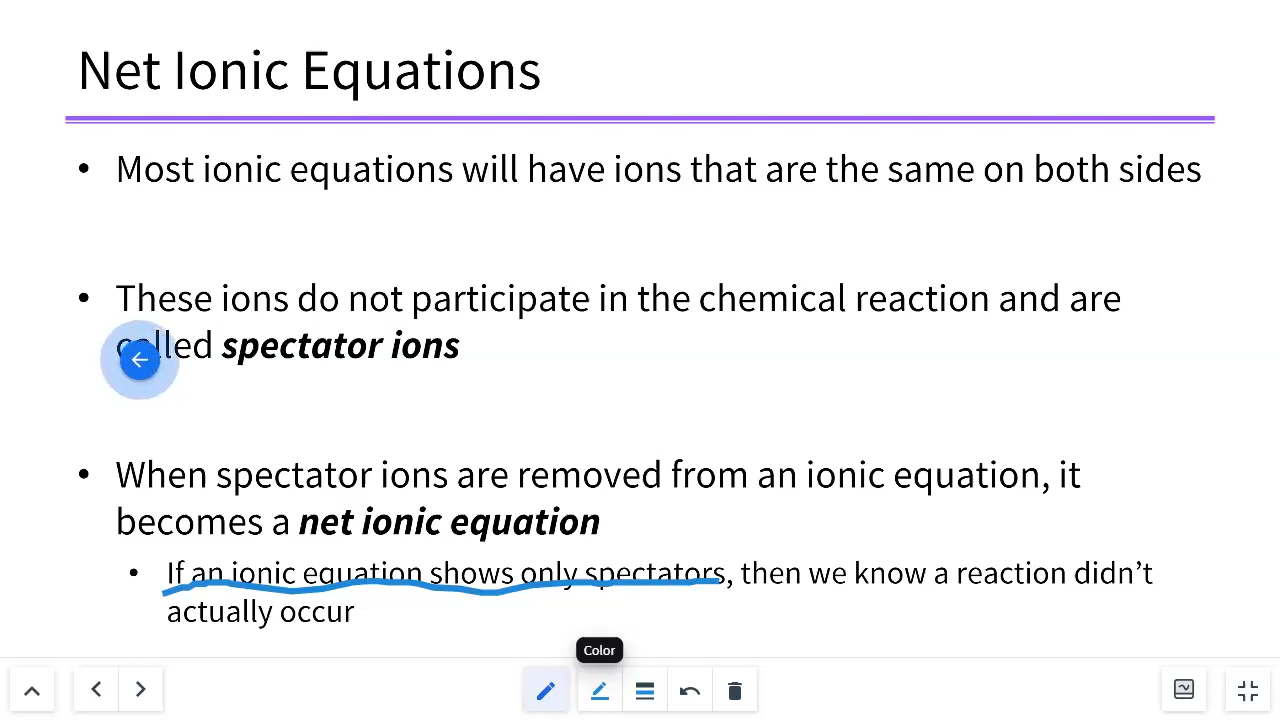 Net Ionic Equations
• Most ionic equations will have ions that are the same on both sides
• These ions do not participate in the chemical reaction and are
called spectator ions
• When spectator ions are removed from an ionic equation, it
becomes a net ionic equation
• If an ionic equation shows only spectators, then we know a reaction didn't
actually occur
Color